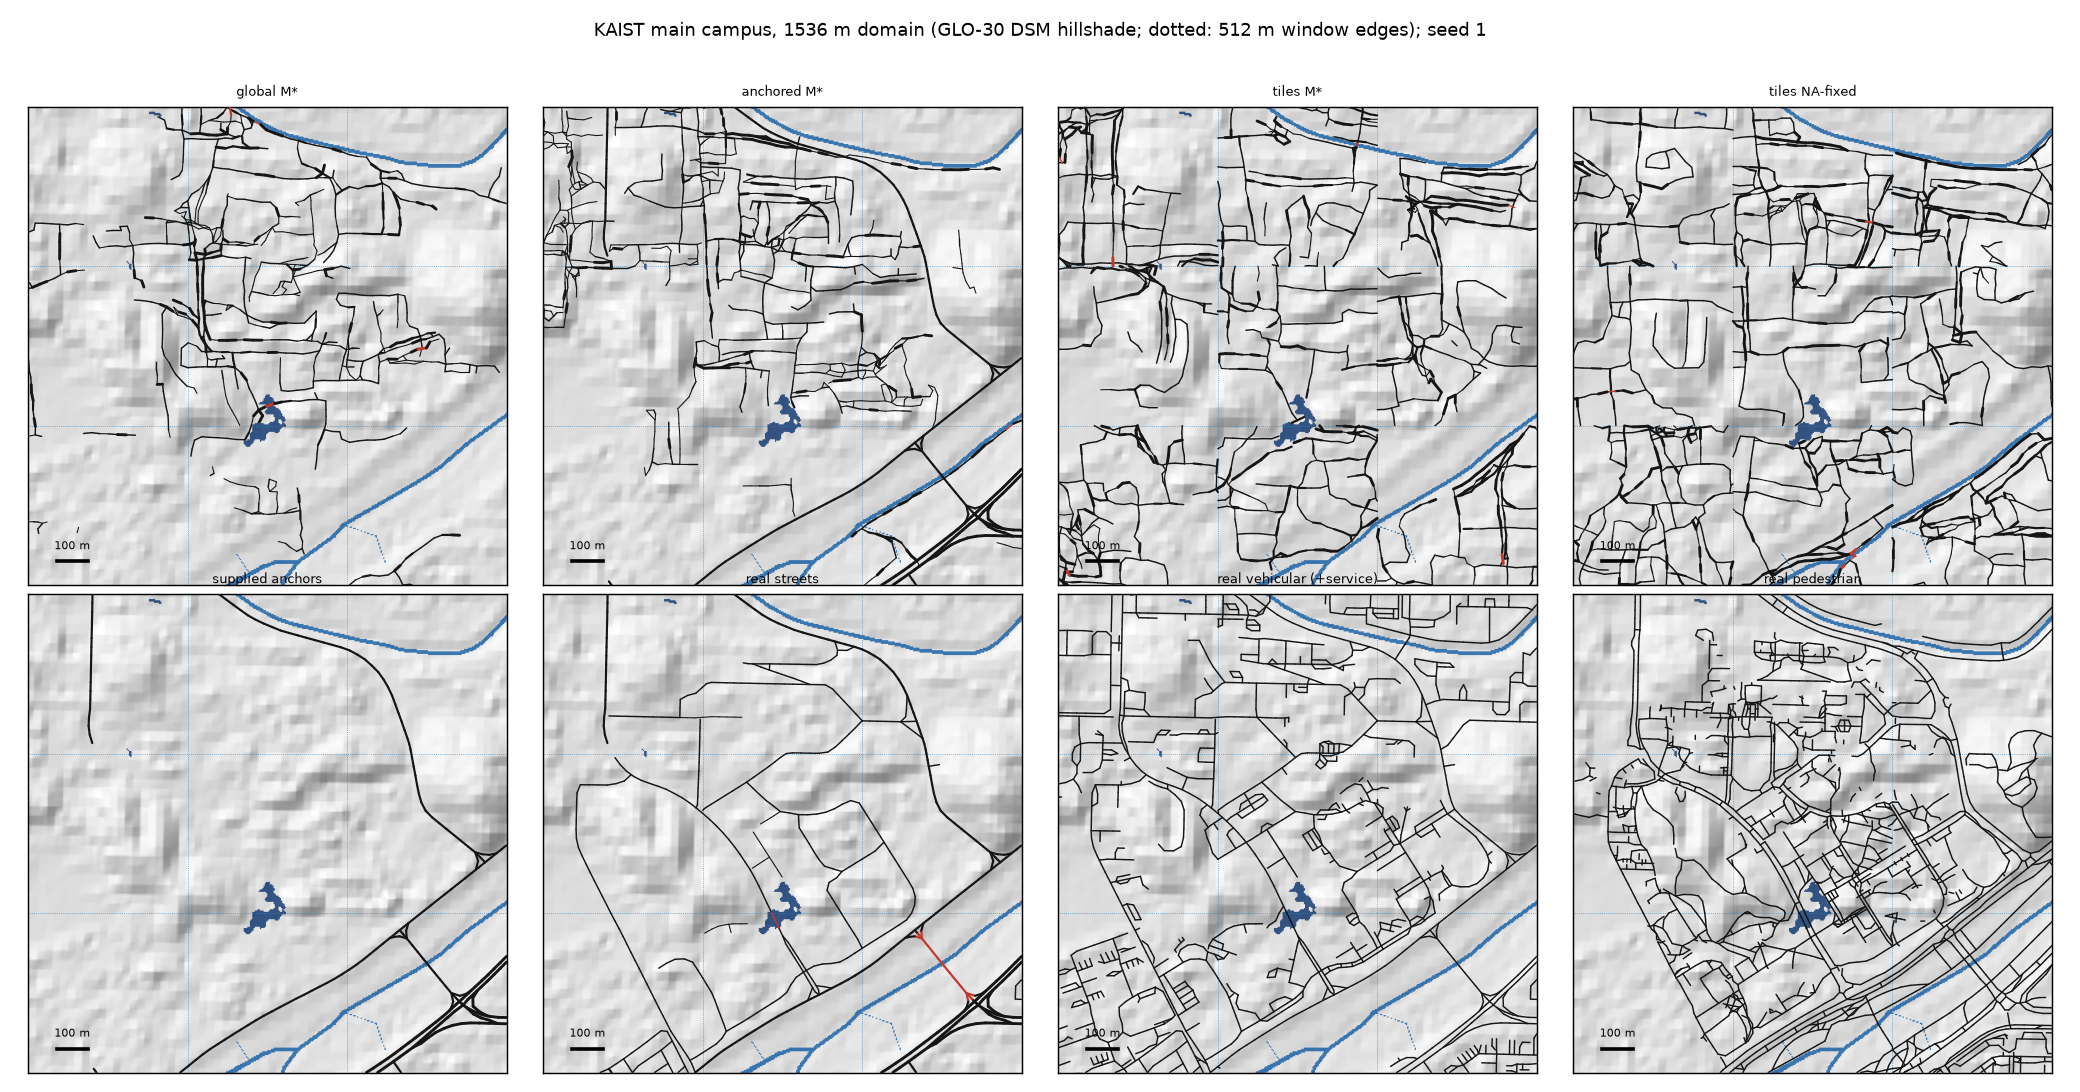 KAIST main campus, 1536 m domain (GLO-30 DSM hillshade; dotted: 512 m window edges); seed 1
global M*
anchored M*
tiles M*
tiles NA-fixed
100 m
100 m
100 m
100 m
supplied anchors
real streets
real vehicular (+service)
real pedestrian
100 m
100 m
100 m
100 m